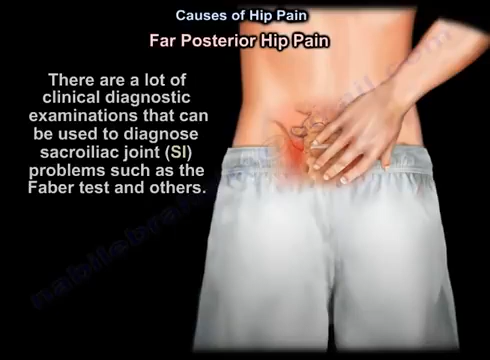 Causes of Hip Pain
Far Posterior Hip Pain
There are a lot of
clinical diagnostic
examinations that can
be used to diagnose
sacroiliac joint (SI)
problems such as the
Faber test and others.